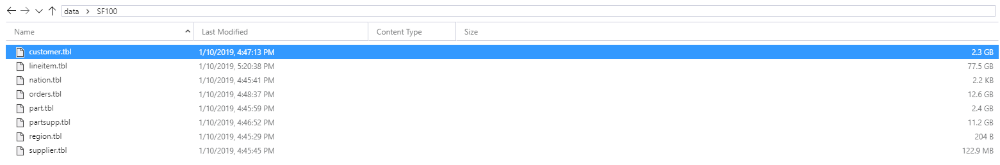 data > SF100
Name Last Modified Content Type Size
customer.tbl 1/10/2019, 4:47:13 PM 2.3 GB
lineitem.tbl 1/10/2019, 5:20:38 PM 77.5 GB
nation.tbl 1/10/2019, 4:45:41 PM 2.2 KB
orders.tbl 1/10/2019, 4:48:37 PM 12.6 GB
part.tbl 1/10/2019, 4:45:59 PM 2.4 GB
partsupp.tbl 1/10/2019, 4:46:52 PM 11.2 GB
region.tbl 1/10/2019, 4:45:29 PM 204 B
supplier.tbl 1/10/2019, 4:45:45 PM 122.9 MB